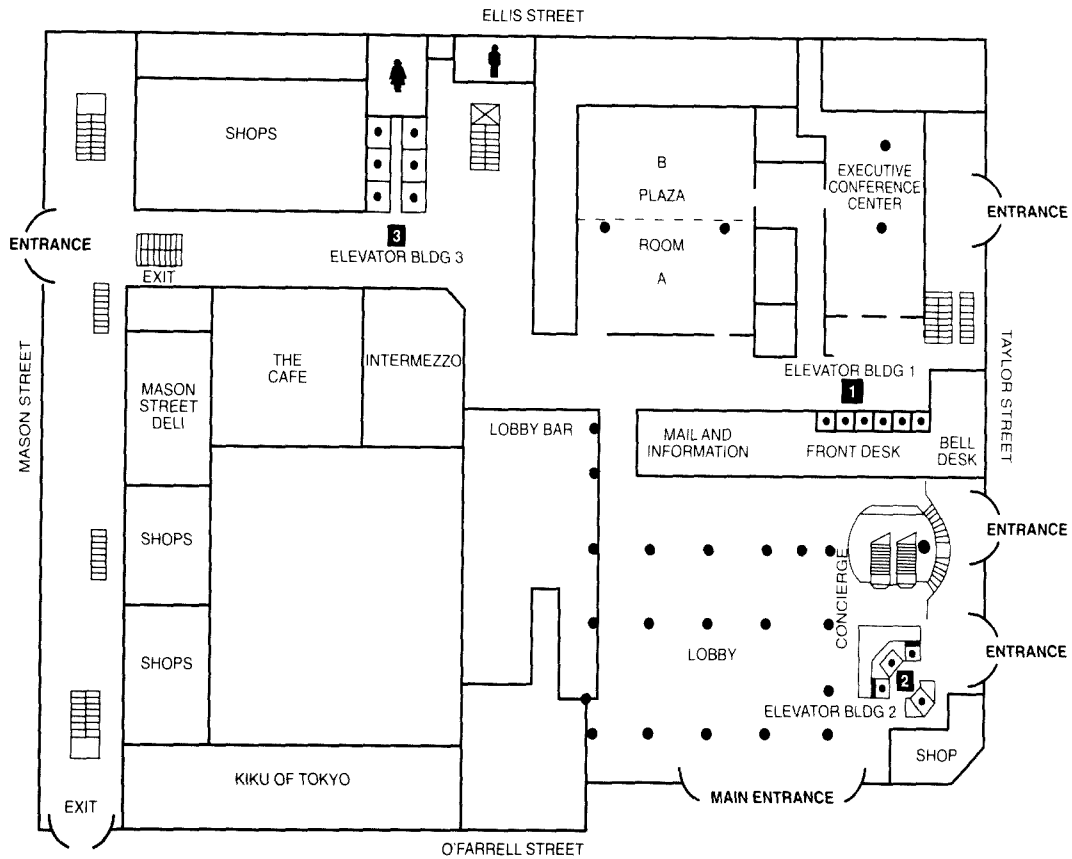 ELLIS STREET
SHOPS
B
PLAZA
ROOM
A
EXECUTIVE
CONFERENCE
CENTER
ENTRANCE
ENTRANCE
3
ELEVATOR BLDG 3
EXIT
MASON STREET
TAYLOR STREET
THE
CAFE
INTERMEZZO
MASON
STREET
DELI
ELEVATOR BLDG 1
1
LOBBY BAR
MAIL AND
INFORMATION
FRONT DESK
BELL
DESK
SHOPS
ENTRANCE
CONCIERGE
SHOPS
LOBBY
ENTRANCE
2
ELEVATOR BLDG 2
SHOP
KIKU OF TOKYO
MAIN ENTRANCE
EXIT
O'FARRELL STREET